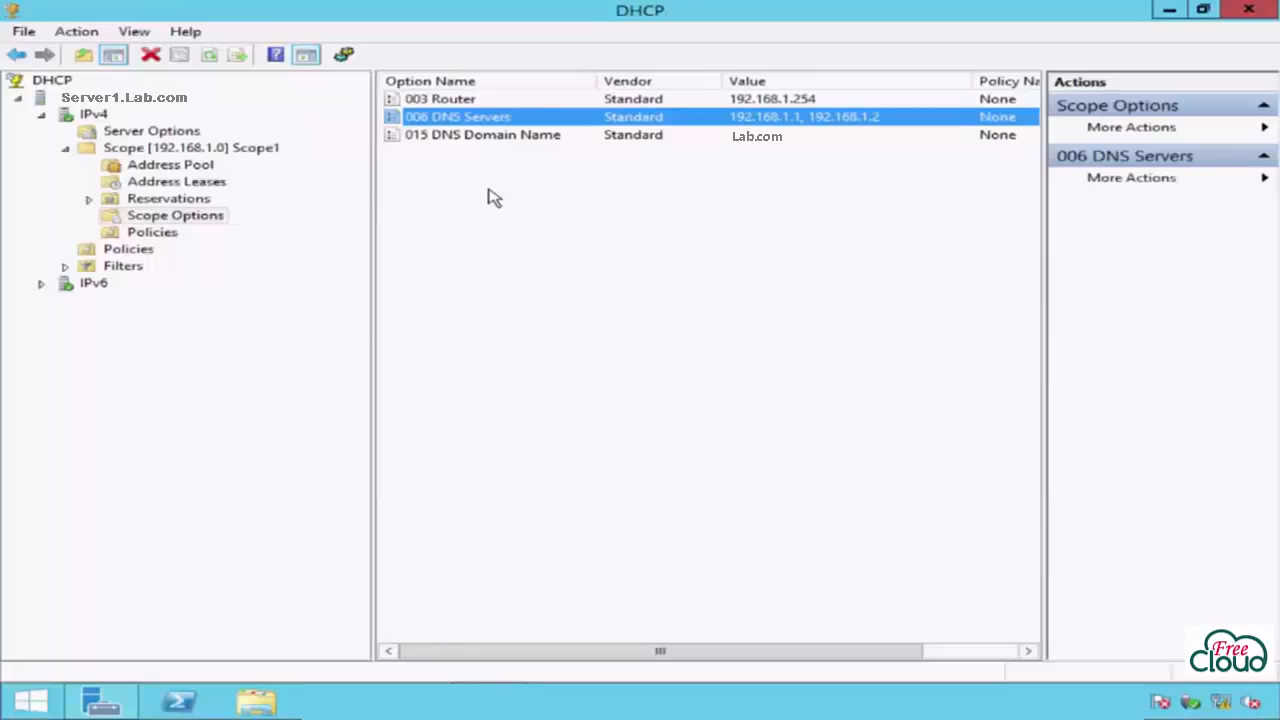 DHCP
File Action View Help
DHCP
Server1.Lab.com
IPv4
Server Options
Scope [192.168.1.0] Scope1
Address Pool
Address Leases
Reservations
Scope Options
Policies
Policies
Filters
IPv6
Option Name Vendor Value Policy Na
003 Router Standard 192.168.1.254 None
006 DNS Servers Standard 192.168.1.1, 192.168.1.2 None
015 DNS Domain Name Standard Lab.com None
Actions
Scope Options
More Actions
006 DNS Servers
More Actions
Free
Cloud